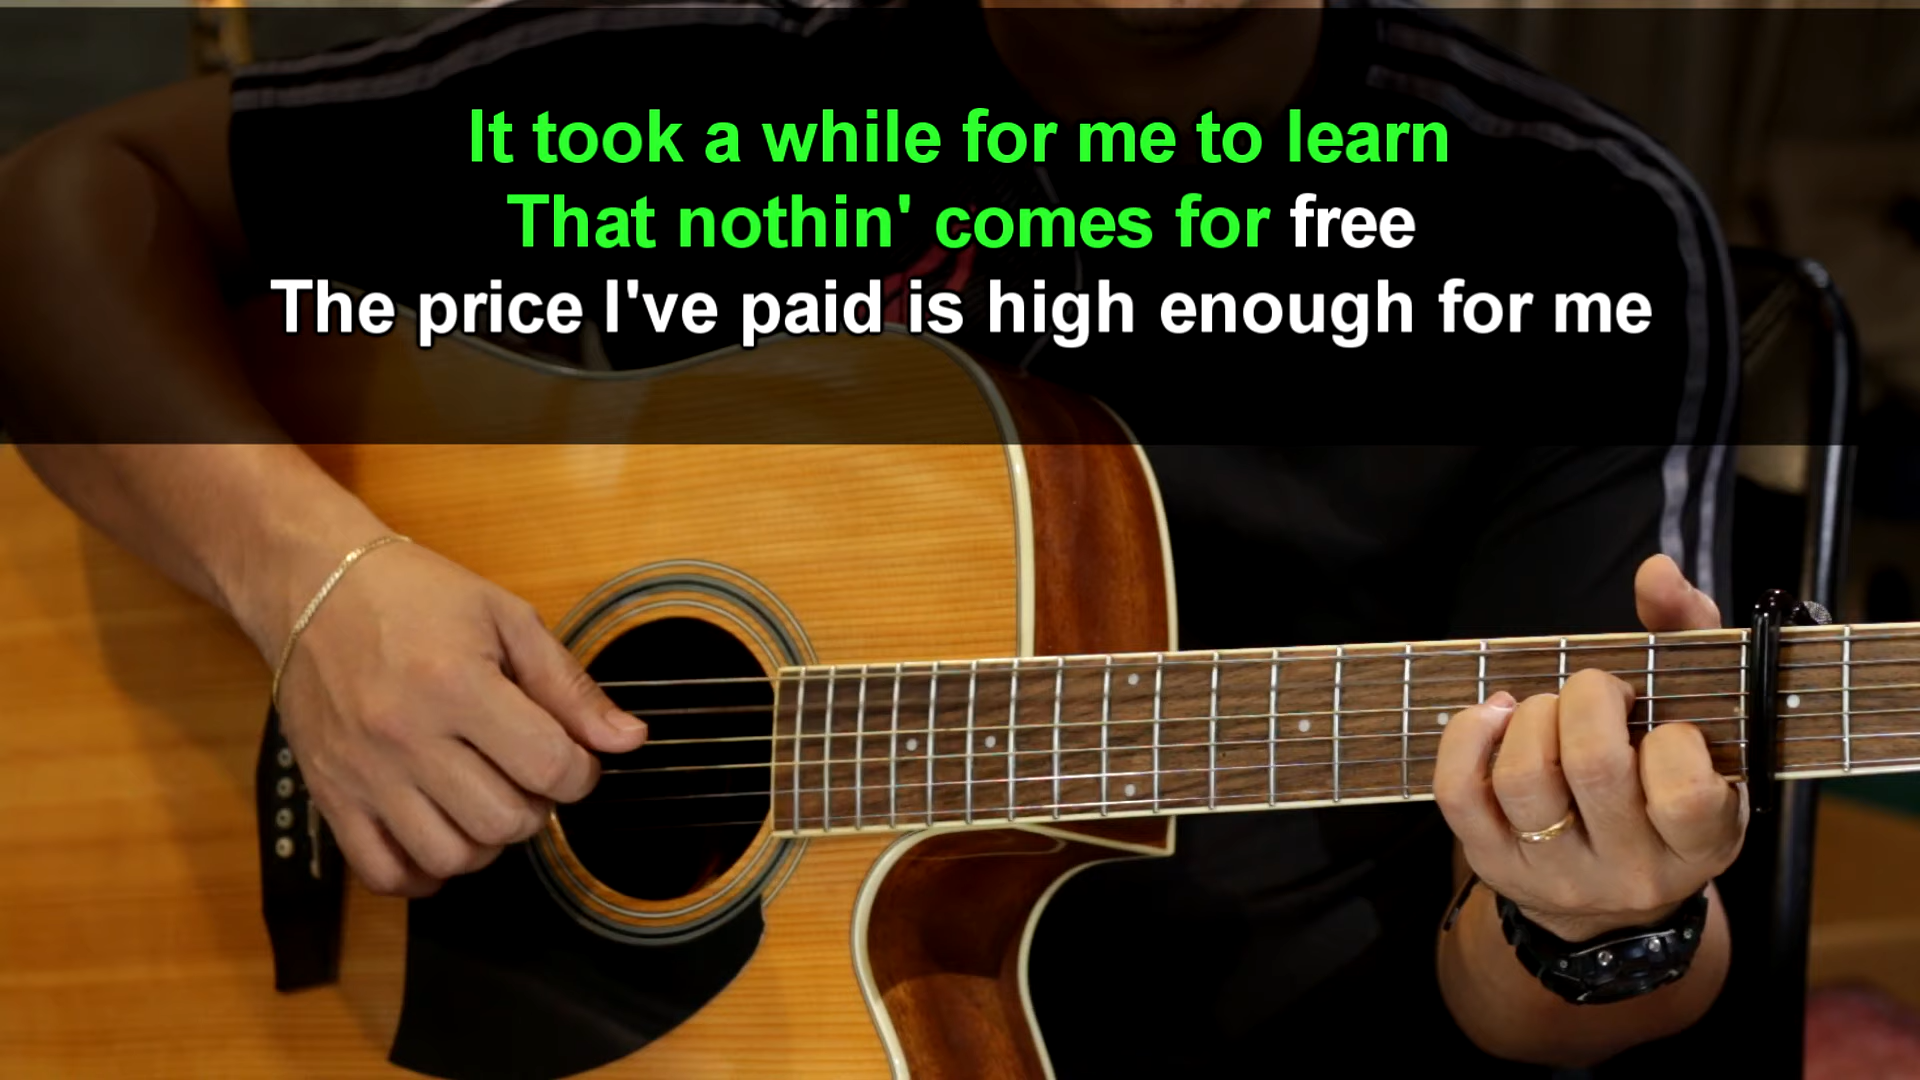 It took a while for me to learn
That nothin' comes for free
The price I've paid is high enough for me